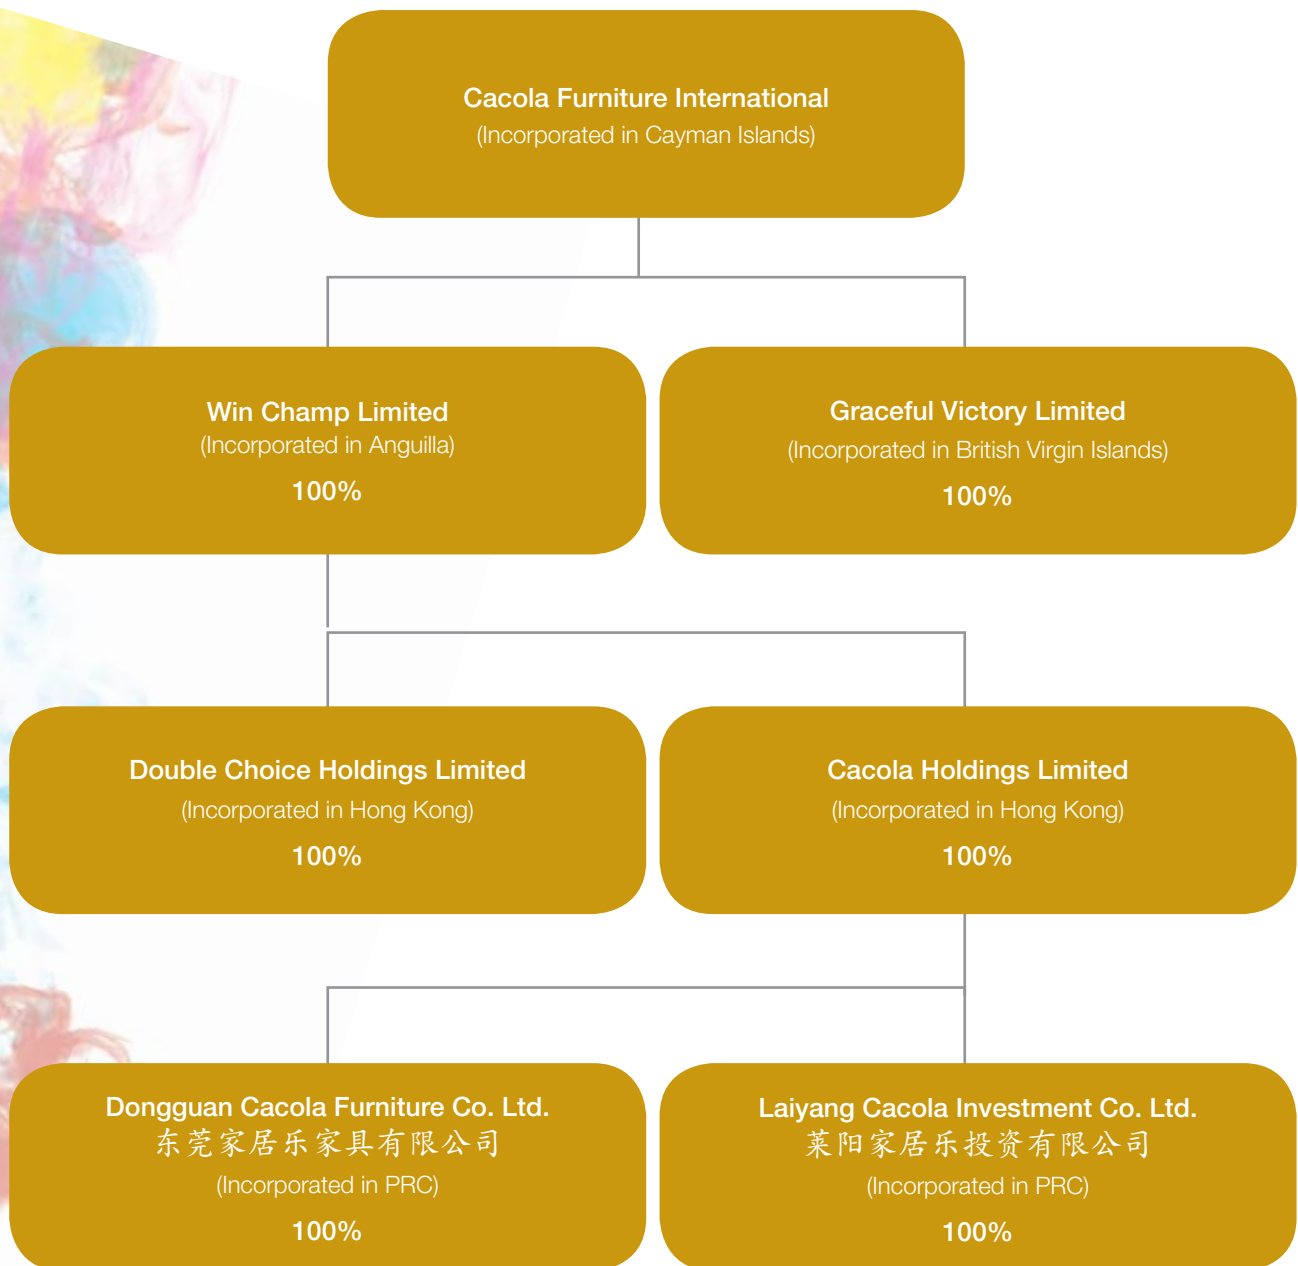 Cacola Furniture International
(Incorporated in Cayman Islands)
Win Champ Limited
(Incorporated in Anguilla)
100%
Graceful Victory Limited
(Incorporated in British Virgin Islands)
100%
Double Choice Holdings Limited
(Incorporated in Hong Kong)
100%
Cacola Holdings Limited
(Incorporated in Hong Kong)
100%
Dongguan Cacola Furniture Co. Ltd.
东莞家居乐家具有限公司
(Incorporated in PRC)
100%
Laiyang Cacola Investment Co. Ltd.
莱阳家居乐投资有限公司
(Incorporated in PRC)
100%